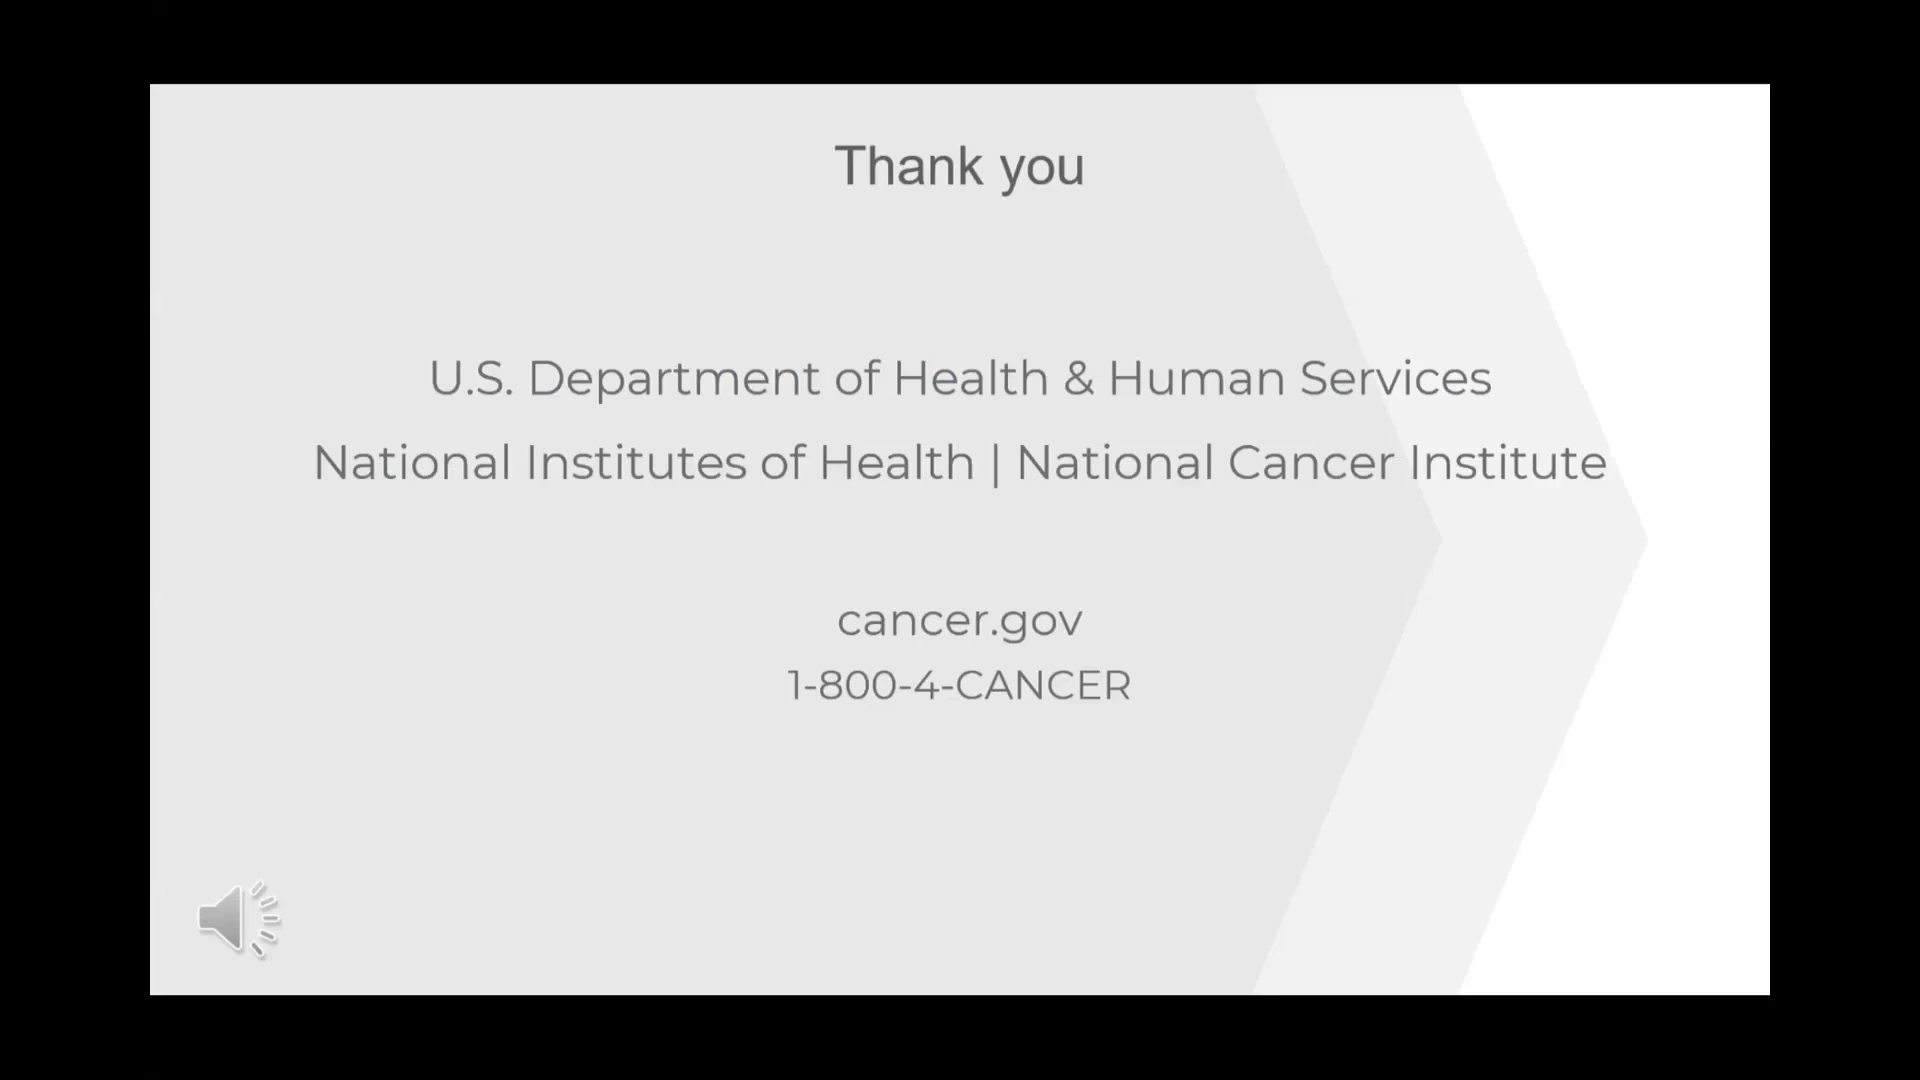 Thank you
U.S. Department of Health & Human Services
National Institutes of Health | National Cancer Institute
cancer.gov
1-800-4-CANCER